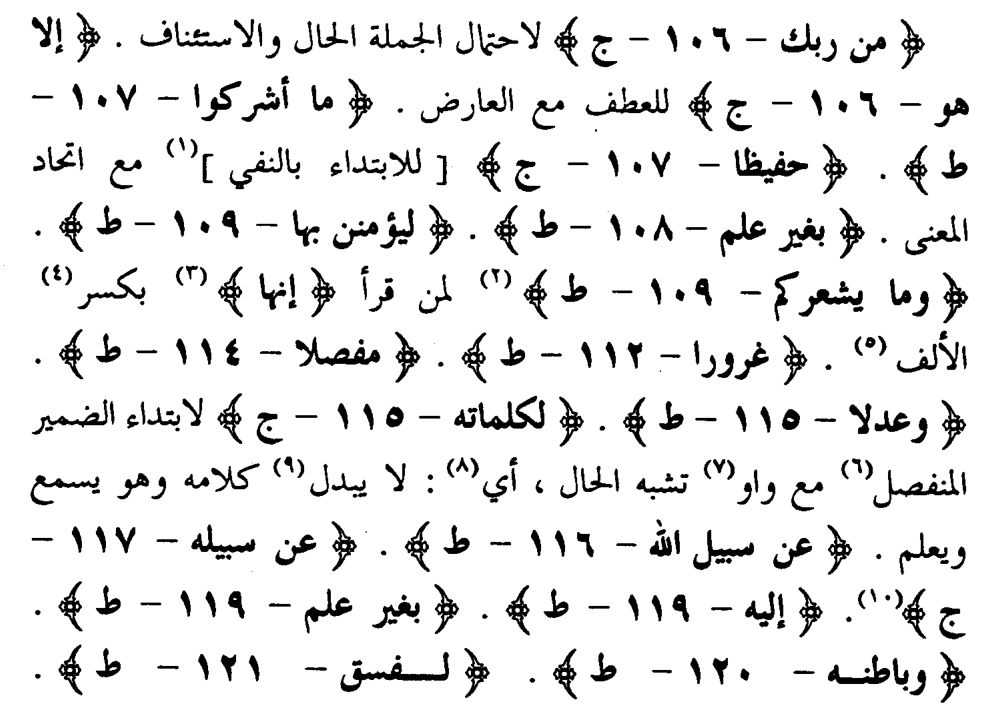 ﴿ من ربك – ١٠٦ – ج ﴾ لاحتمال الجملة الحال والاستئناف . ﴿ إلا
هو – ١٠٦ – ج ﴾ للعطف مع العارض . ﴿ ما أشركوا – ١٠٧ –
ط ﴾ . ﴿ حفيظا – ١٠٧ – ج ﴾ [ للابتداء بالنفي ](١) مع اتحاد
المعنى . ﴿ بغير علم – ١٠٨ – ط ﴾ . ﴿ ليؤمنن بها – ١٠٩ – ط ﴾ .
﴿ وما يشعركم – ١٠٩ – ط ﴾(٢) لمن قرأ ﴿ إنها ﴾(٣) بكسر(٤)
الألف(٥) . ﴿ غرورا – ١١٢ – ط ﴾ . ﴿ مفصلا – ١١٤ – ط ﴾ .
﴿ وعدلا – ١١٥ – ط ﴾ . ﴿ لكلماته – ١١٥ – ج ﴾ لابتداء الضمير
المنفصل(٦) مع واو(٧) تشبه الحال ، أي(٨) : لا يبدل(٩) كلامه وهو يسمع
ويعلم . ﴿ عن سبيل الله – ١١٦ – ط ﴾ . ﴿ عن سبيله – ١١٧ –
ج ﴾(١٠). ﴿ إليه – ١١٩ – ط ﴾ . ﴿ بغير علم – ١١٩ – ط ﴾ .
﴿ وباطنه – ١٢٠ – ط ﴾ . ﴿ لفسق – ١٢١ – ط ﴾ .